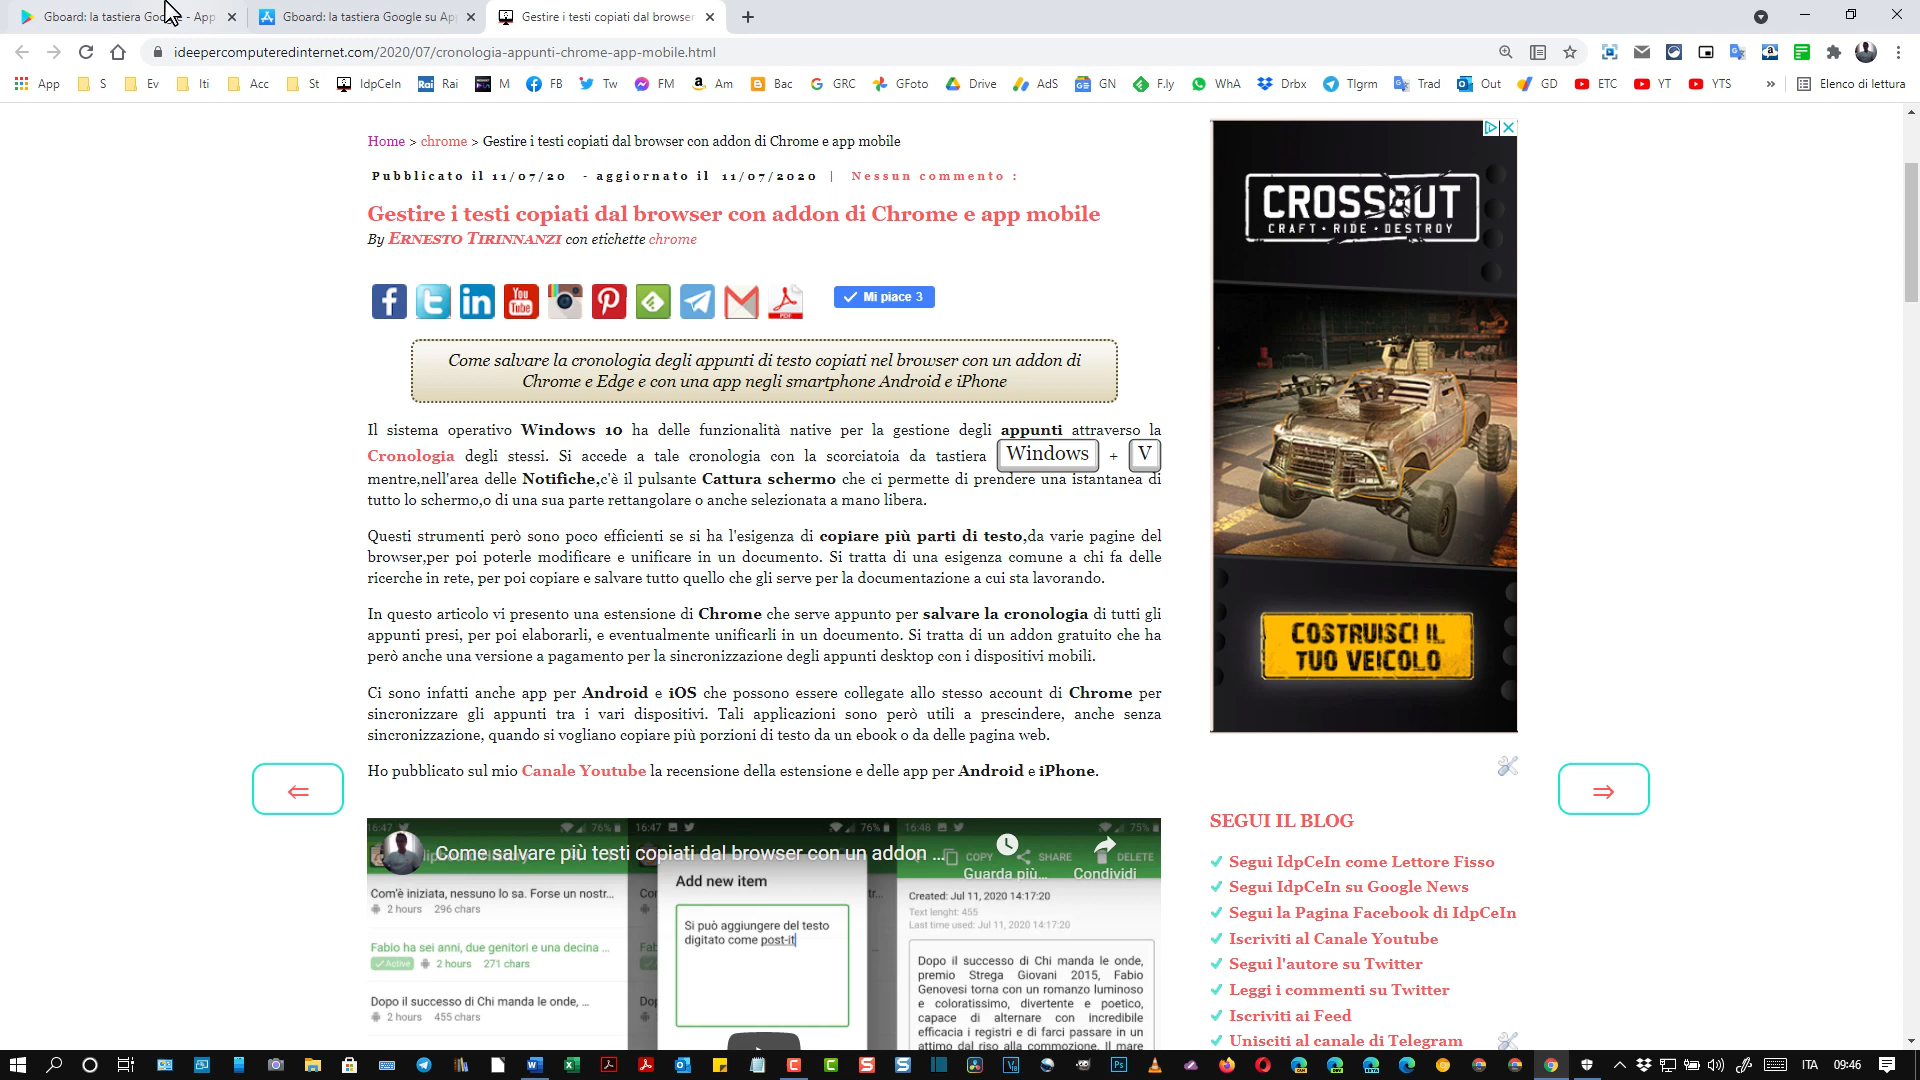 Gboard: la tastiera Goo - App
Gboard: la tastiera Google su Ap
Gestire i testi copiati dal browser
ideepercomputeredinternet.com/2020/07/cronologia-appunti-chrome-app-mobile.html
App S Ev Iti Acc St IdpCeIn Rai Rai M FB Tw FM Am Bac GRC GFoto Drive AdS GN F.ly WhA Drbx Tlgrm Trad Out GD ETC YT YTS » Elenco di lettura
Home > chrome > Gestire i testi copiati dal browser con addon di Chrome e app mobile
Pubblicato il 11/07/20 - aggiornato il 11/07/2020 | Nessun commento :
Gestire i testi copiati dal browser con addon di Chrome e app mobile
By Ernesto Tirinnanzi con etichette chrome
You Tube
PDF
Mi piace 3
Come salvare la cronologia degli appunti di testo copiati nel browser con un addon di
Chrome e Edge e con una app negli smartphone Android e iPhone
Il sistema operativo Windows 10 ha delle funzionalità native per la gestione degli appunti attraverso la
Cronologia degli stessi. Si accede a tale cronologia con la scorciatoia da tastiera Windows + V
mentre,nell'area delle Notifiche,c'è il pulsante Cattura schermo che ci permette di prendere una istantanea di
tutto lo schermo,o di una sua parte rettangolare o anche selezionata a mano libera.
Questi strumenti però sono poco efficienti se si ha l'esigenza di copiare più parti di testo,da varie pagine del
browser,per poi poterle modificare e unificare in un documento. Si tratta di una esigenza comune a chi fa delle
ricerche in rete, per poi copiare e salvare tutto quello che gli serve per la documentazione a cui sta lavorando.
In questo articolo vi presento una estensione di Chrome che serve appunto per salvare la cronologia di tutti gli
appunti presi, per poi elaborarli, e eventualmente unificarli in un documento. Si tratta di un addon gratuito che ha
però anche una versione a pagamento per la sincronizzazione degli appunti desktop con i dispositivi mobili.
Ci sono infatti anche app per Android e iOS che possono essere collegate allo stesso account di Chrome per
sincronizzare gli appunti tra i vari dispositivi. Tali applicazioni sono però utili a prescindere, anche senza
sincronizzazione, quando si vogliano copiare più porzioni di testo da un ebook o da delle pagina web.
Ho pubblicato sul mio Canale Youtube la recensione della estensione e delle app per Android e iPhone.
⇐
⇒
16:47 76%
16:47 76%
16:48 75%
Come salvare più testi copiati dal browser con un addon ...
COPY SHARE DELETE
Guarda più... Condividi
Com'è iniziata, nessuno lo sa. Forse un nostr...
2 hours 296 chars
Fabio ha sei anni, due genitori e una decina ...
Active 2 hours 271 chars
Dopo il successo di Chi manda le onde, ...
2 hours 455 chars
Add new item
Si può aggiungere del testo
digitato come post-it
Created: Jul 11, 2020 14:17:20
Text lenght: 455
Last time used: Jul 11, 2020 14:17:20
Dopo il successo di Chi manda le onde,
premio Strega Giovani 2015, Fabio
Genovesi torna con un romanzo luminoso
e coloratissimo, divertente e poetico,
capace di alternare con incredibile
efficacia i registri e di farci passare in un
attimo dal riso alla commozione. Il mare
CROSSOUT
CRAFT • RIDE • DESTROY
COSTRUISCI IL
TUO VEICOLO
SEGUI IL BLOG
Segui IdpCeIn come Lettore Fisso
Segui IdpCeIn su Google News
Segui la Pagina Facebook di IdpCeIn
Iscriviti al Canale Youtube
Segui l'autore su Twitter
Leggi i commenti su Twitter
Iscriviti ai Feed
Unisciti al canale di Telegram
ITA 09:46